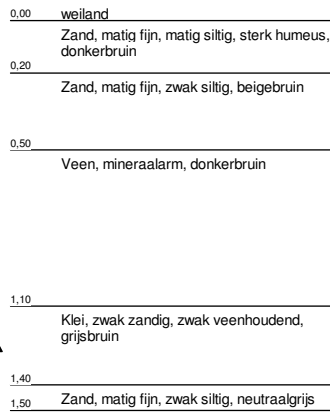 0,00 weiland
Zand, matig fijn, matig siltig, sterk humeus,
donkerbruin
0,20
Zand, matig fijn, zwak siltig, beigebruin
0,50
Veen, mineraalarm, donkerbruin
1,10
Klei, zwak zandig, zwak veenhoudend,
grijsbruin
1,40
Zand, matig fijn, zwak siltig, neutraalgrijs
1,50